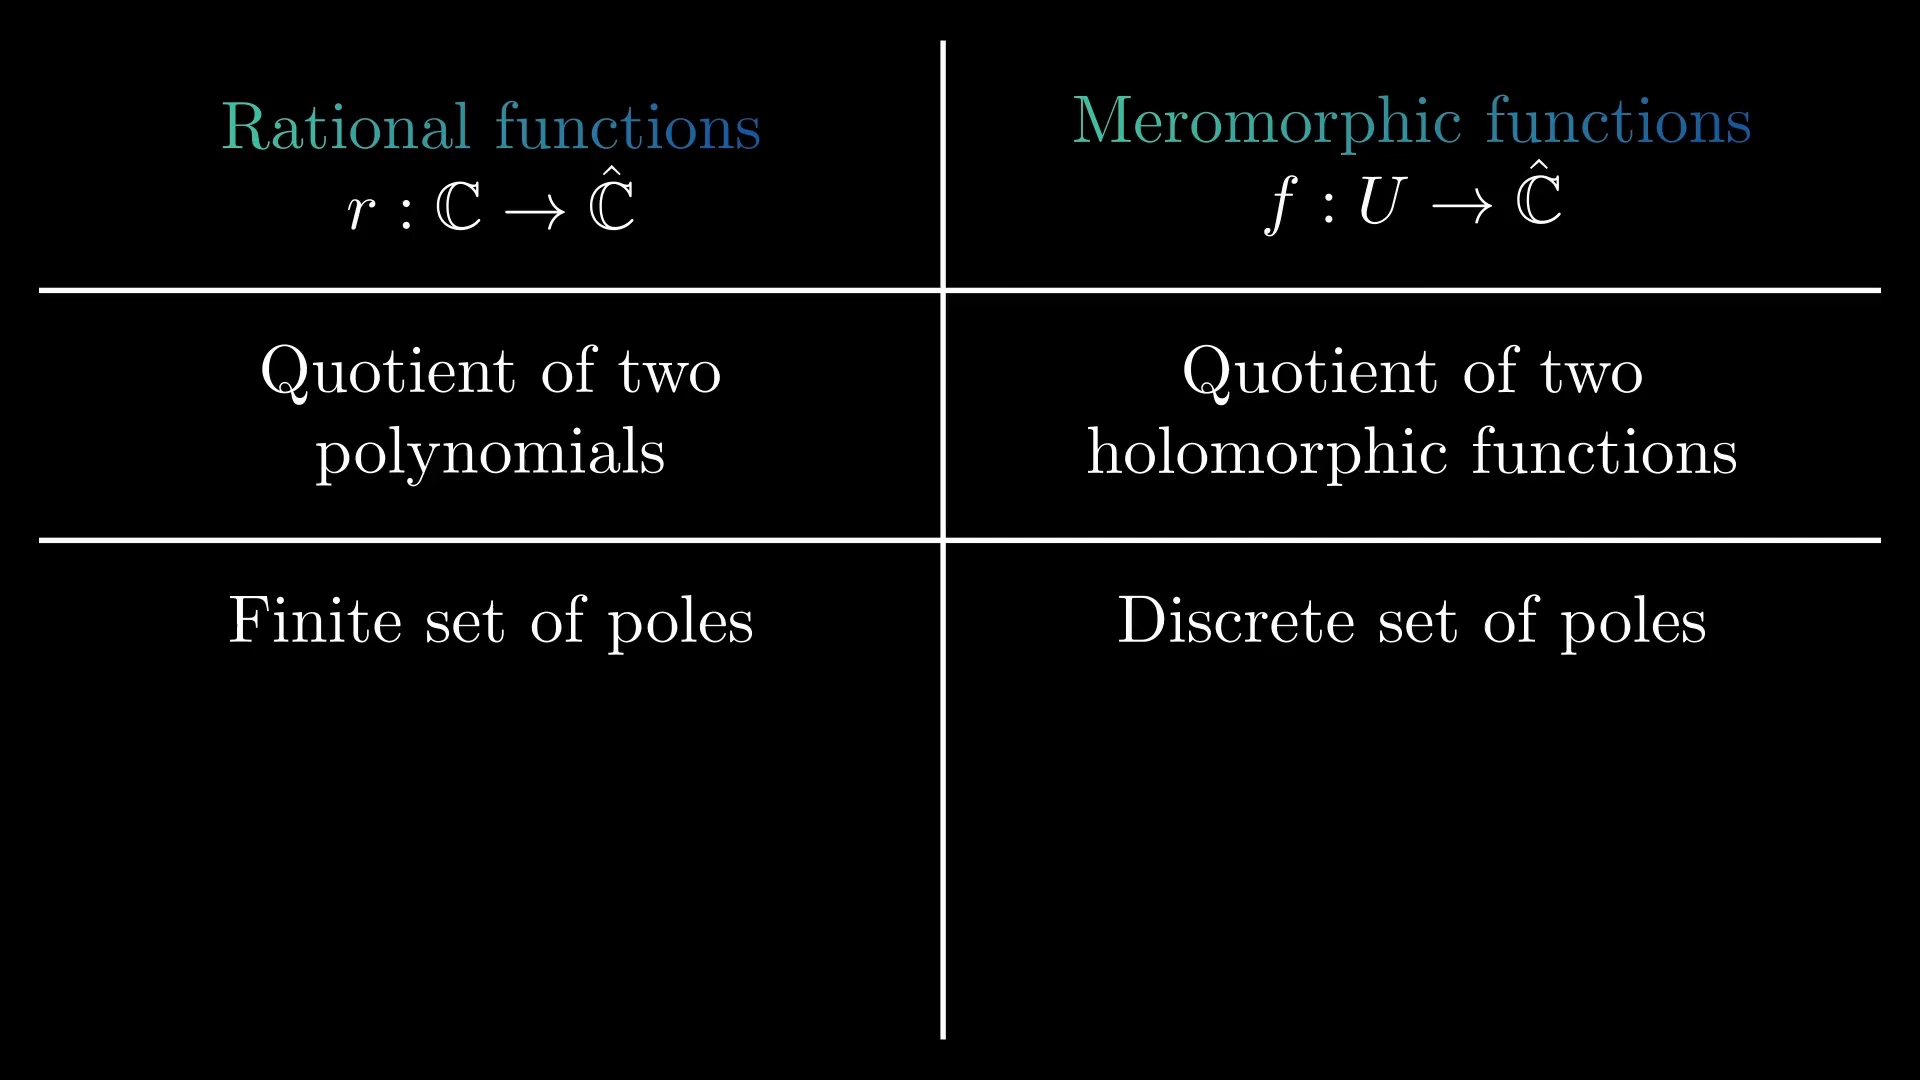 Rational functions
r : ℂ → ℂ̂
Meromorphic functions
f : U → ℂ̂
Quotient of two
polynomials
Quotient of two
holomorphic functions
Finite set of poles
Discrete set of poles